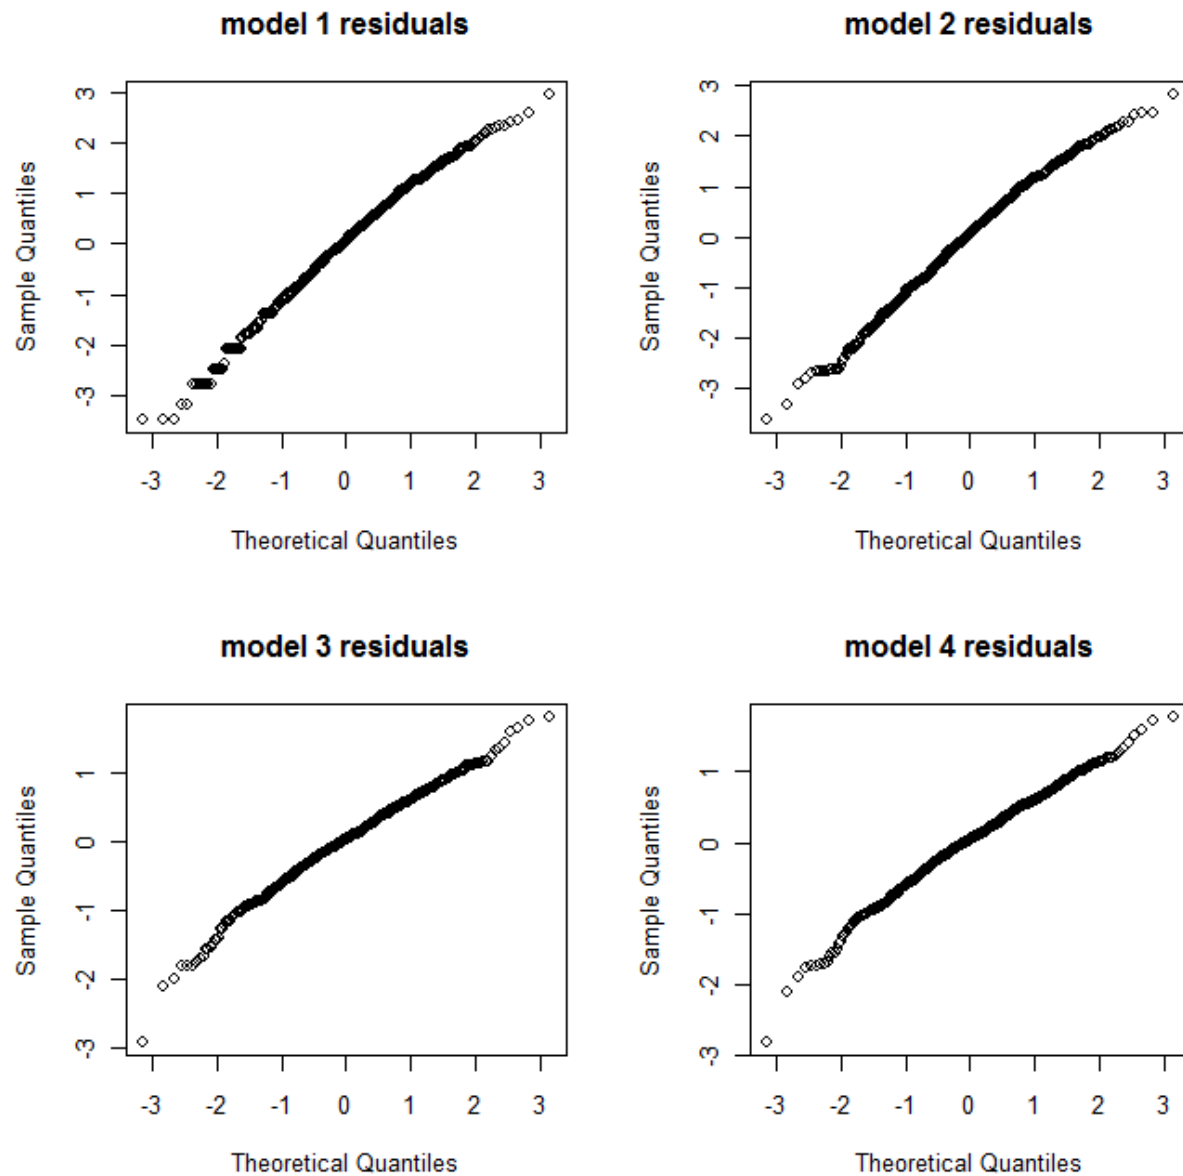 model 1 residuals
3
2
1
0
-1
-2
-3
Sample Quantiles
-3 -2 -1 0 1 2 3
Theoretical Quantiles
model 2 residuals
3
2
1
0
-1
-2
-3
Sample Quantiles
-3 -2 -1 0 1 2 3
Theoretical Quantiles
model 3 residuals
1
0
-1
-2
-3
Sample Quantiles
-3 -2 -1 0 1 2 3
Theoretical Quantiles
model 4 residuals
1
0
-1
-2
-3
Sample Quantiles
-3 -2 -1 0 1 2 3
Theoretical Quantiles